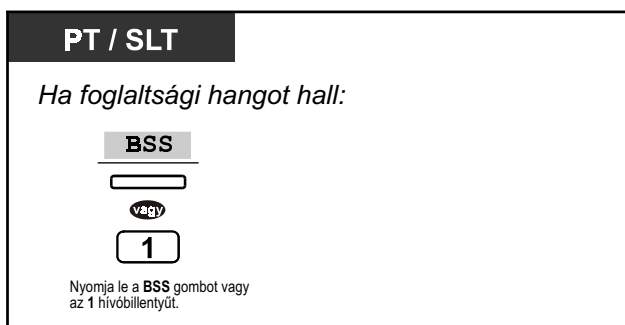 PT / SLT
Ha foglaltsági hangot hall:
BSS
vagy
1
Nyomja le a BSS gombot vagy
az 1 hívóbillentyűt.